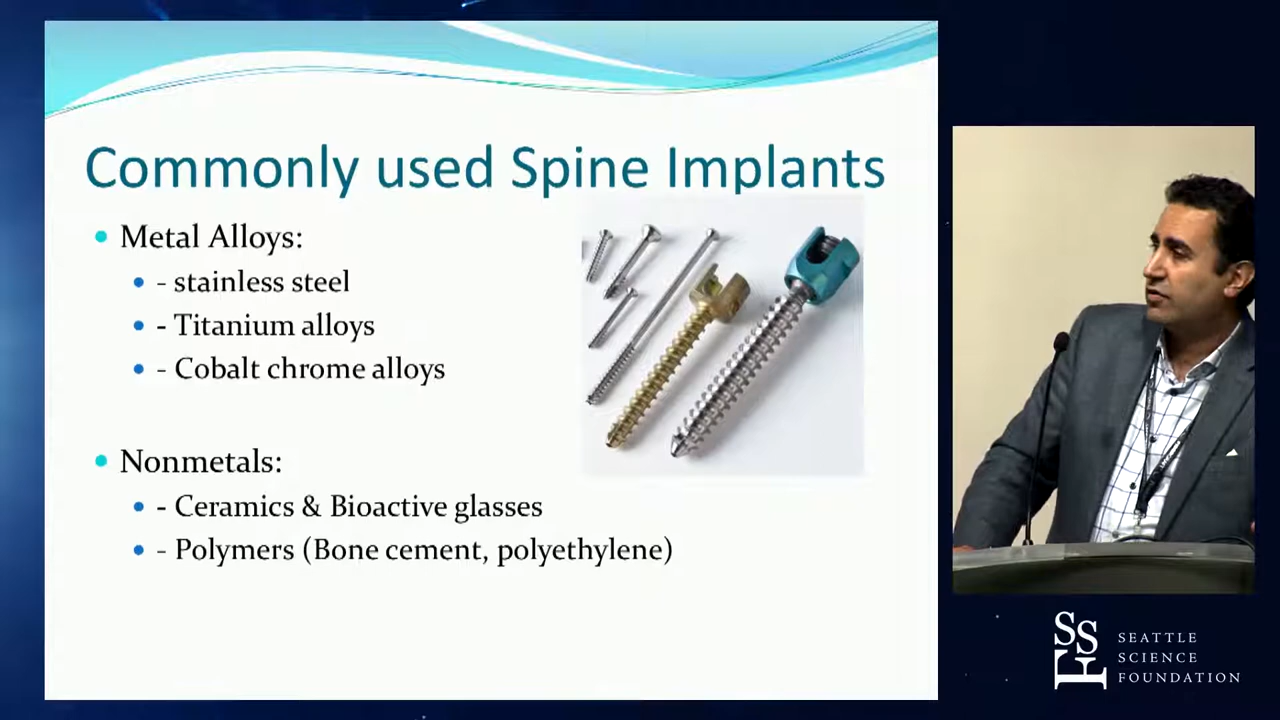 Commonly used Spine Implants
Metal Alloys:
- stainless steel
- Titanium alloys
- Cobalt chrome alloys
Nonmetals:
- Ceramics & Bioactive glasses
- Polymers (Bone cement, polyethylene)
SSF
SEATTLE
SCIENCE
FOUNDATION